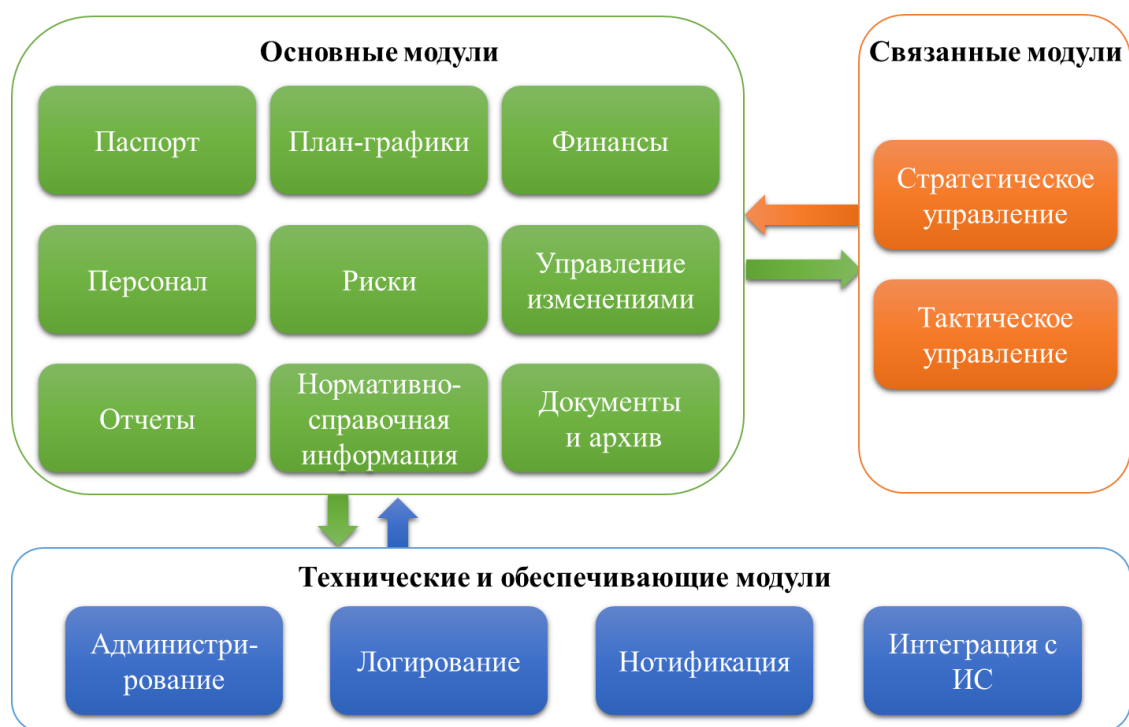 Основные модули
Паспорт
План-графики
Финансы
Персонал
Риски
Управление
изменениями
Отчеты
Нормативно-
справочная
информация
Документы
и архив
Связанные модули
Стратегическое
управление
Тактическое
управление
Технические и обеспечивающие модули
Администри-
рование
Логирование
Нотификация
Интеграция с
ИС